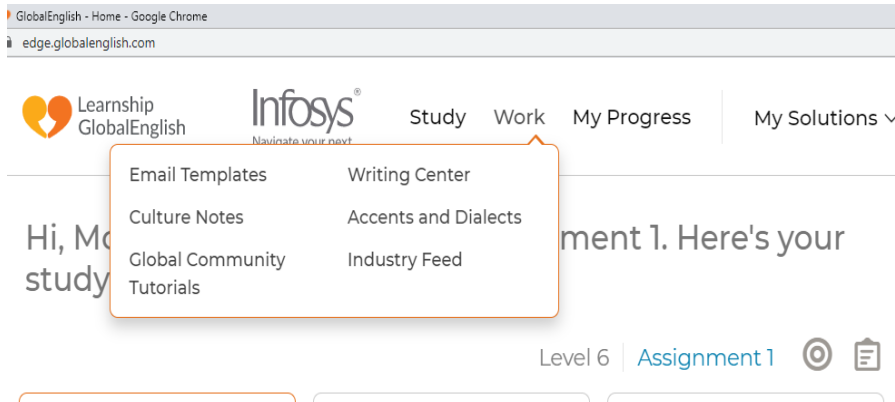 GlobalEnglish - Home - Google Chrome
edge.globalenglish.com
Learnship
GlobalEnglish
Infosys®
Navigate your next
Study Work My Progress My Solutions
Email Templates Writing Center
Culture Notes Accents and Dialects
Global Community
Tutorials
Industry Feed
Hi, Mo ment 1. Here's your
study
Level 6 Assignment 1